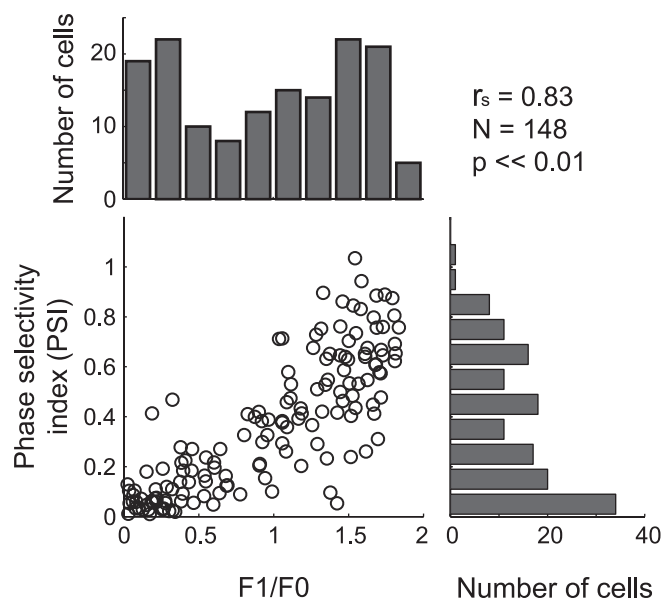 Number of cells
20
10
0
rs = 0.83
N = 148
p << 0.01
Phase selectivity
index (PSI)
1
0.8
0.6
0.4
0.2
0
0 0.5 1 1.5 2
F1/F0
0 20 40
Number of cells